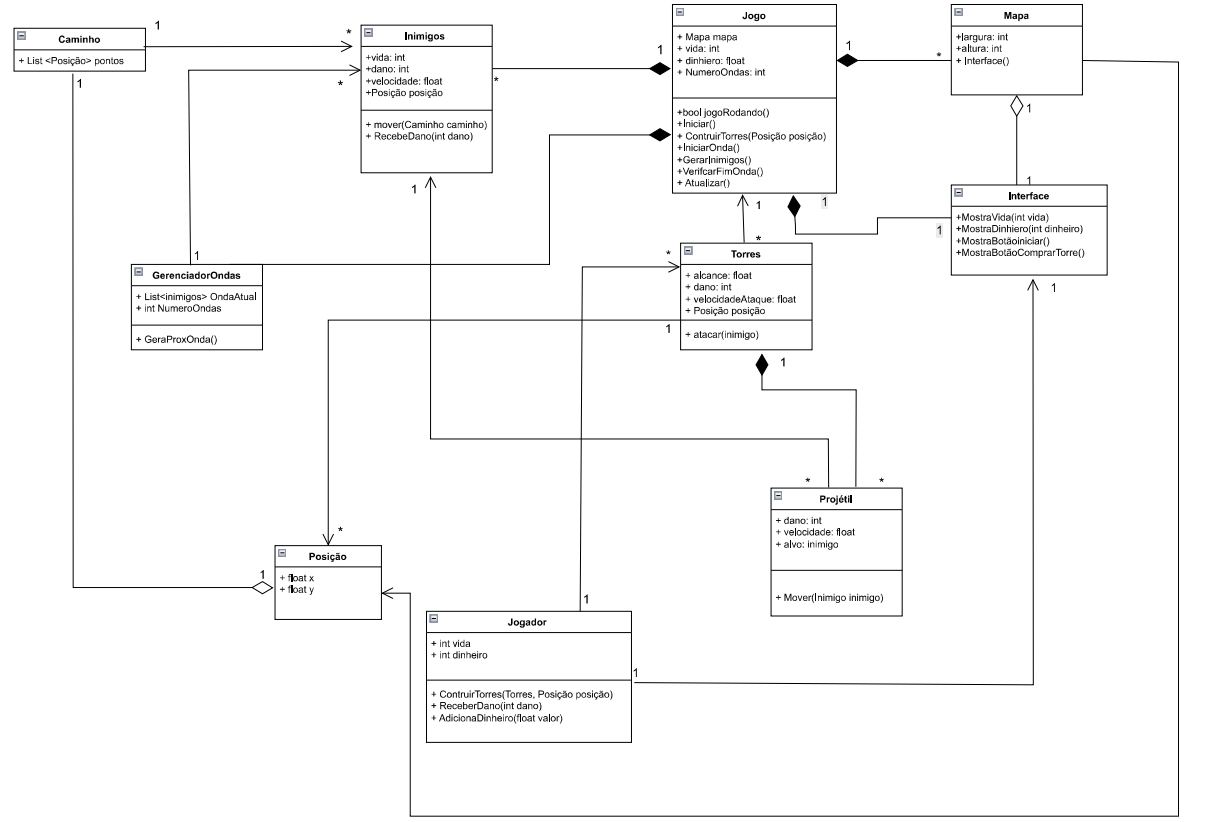 Caminho
+ List <Posição> pontos
1
1
*
Inimigos
+vida: int
+dano: int
+velocidade: float
+Posição posição
+ mover(Caminho caminho)
+ RecebeDano(int dano)
*
*
1
1
Jogo
+ Mapa mapa
+ vida: int
+ dinhiero: float
+ NumeroOndas: int
+bool jogoRodando()
+Iniciar()
+ ContruirTorres(Posição posição)
+IniciarOnda()
+GerarInimigos()
+VerifcarFimOnda()
+ Atualizar()
1
*
Mapa
+largura: int
+altura: int
+ Interface()
1
1
Interface
+MostraVida(int vida)
+MostraDinhiero(int dinheiro)
+MostraBotãoiniciar()
+MostraBotãoComprarTorre()
1
1
1
1
*
*
Torres
+ alcance: float
+ dano: int
+ velocidadeAtaque: float
+ Posição posição
+ atacar(inimigo)
1
1
1
GerenciadorOndas
+ List<inimigos> OndaAtual
+ int NumeroOndas
+ GeraProxOnda()
*
*
Projétil
+ dano: int
+ velocidade: float
+ alvo: inimigo
+ Mover(Inimigo inimigo)
*
1
Posição
+ float x
+ float y
1
1
Jogador
+ int vida
+ int dinheiro
+ ContruirTorres(Torres, Posição posição)
+ ReceberDano(int dano)
+ AdicionaDinheiro(float valor)